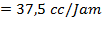 = 37,5 cc/Jam